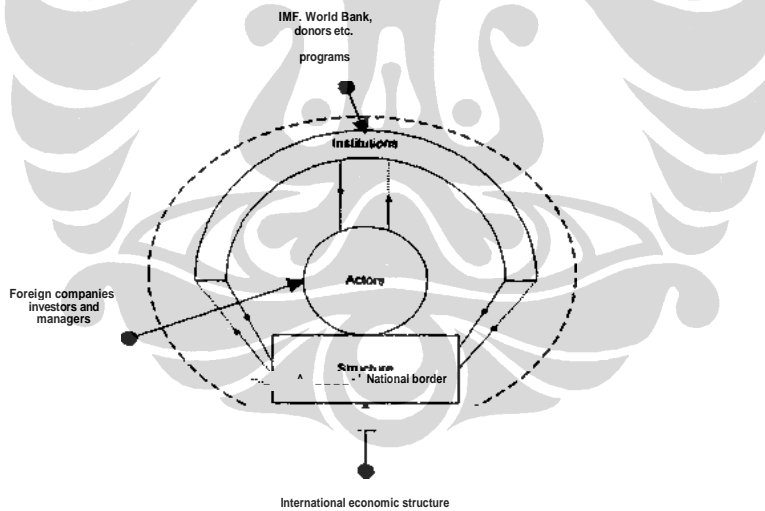 IMF. World Bank,
donors etc.
programs
Institutions
Actors
Foreign companies
investors and
managers
Structure
National border
International economic structure